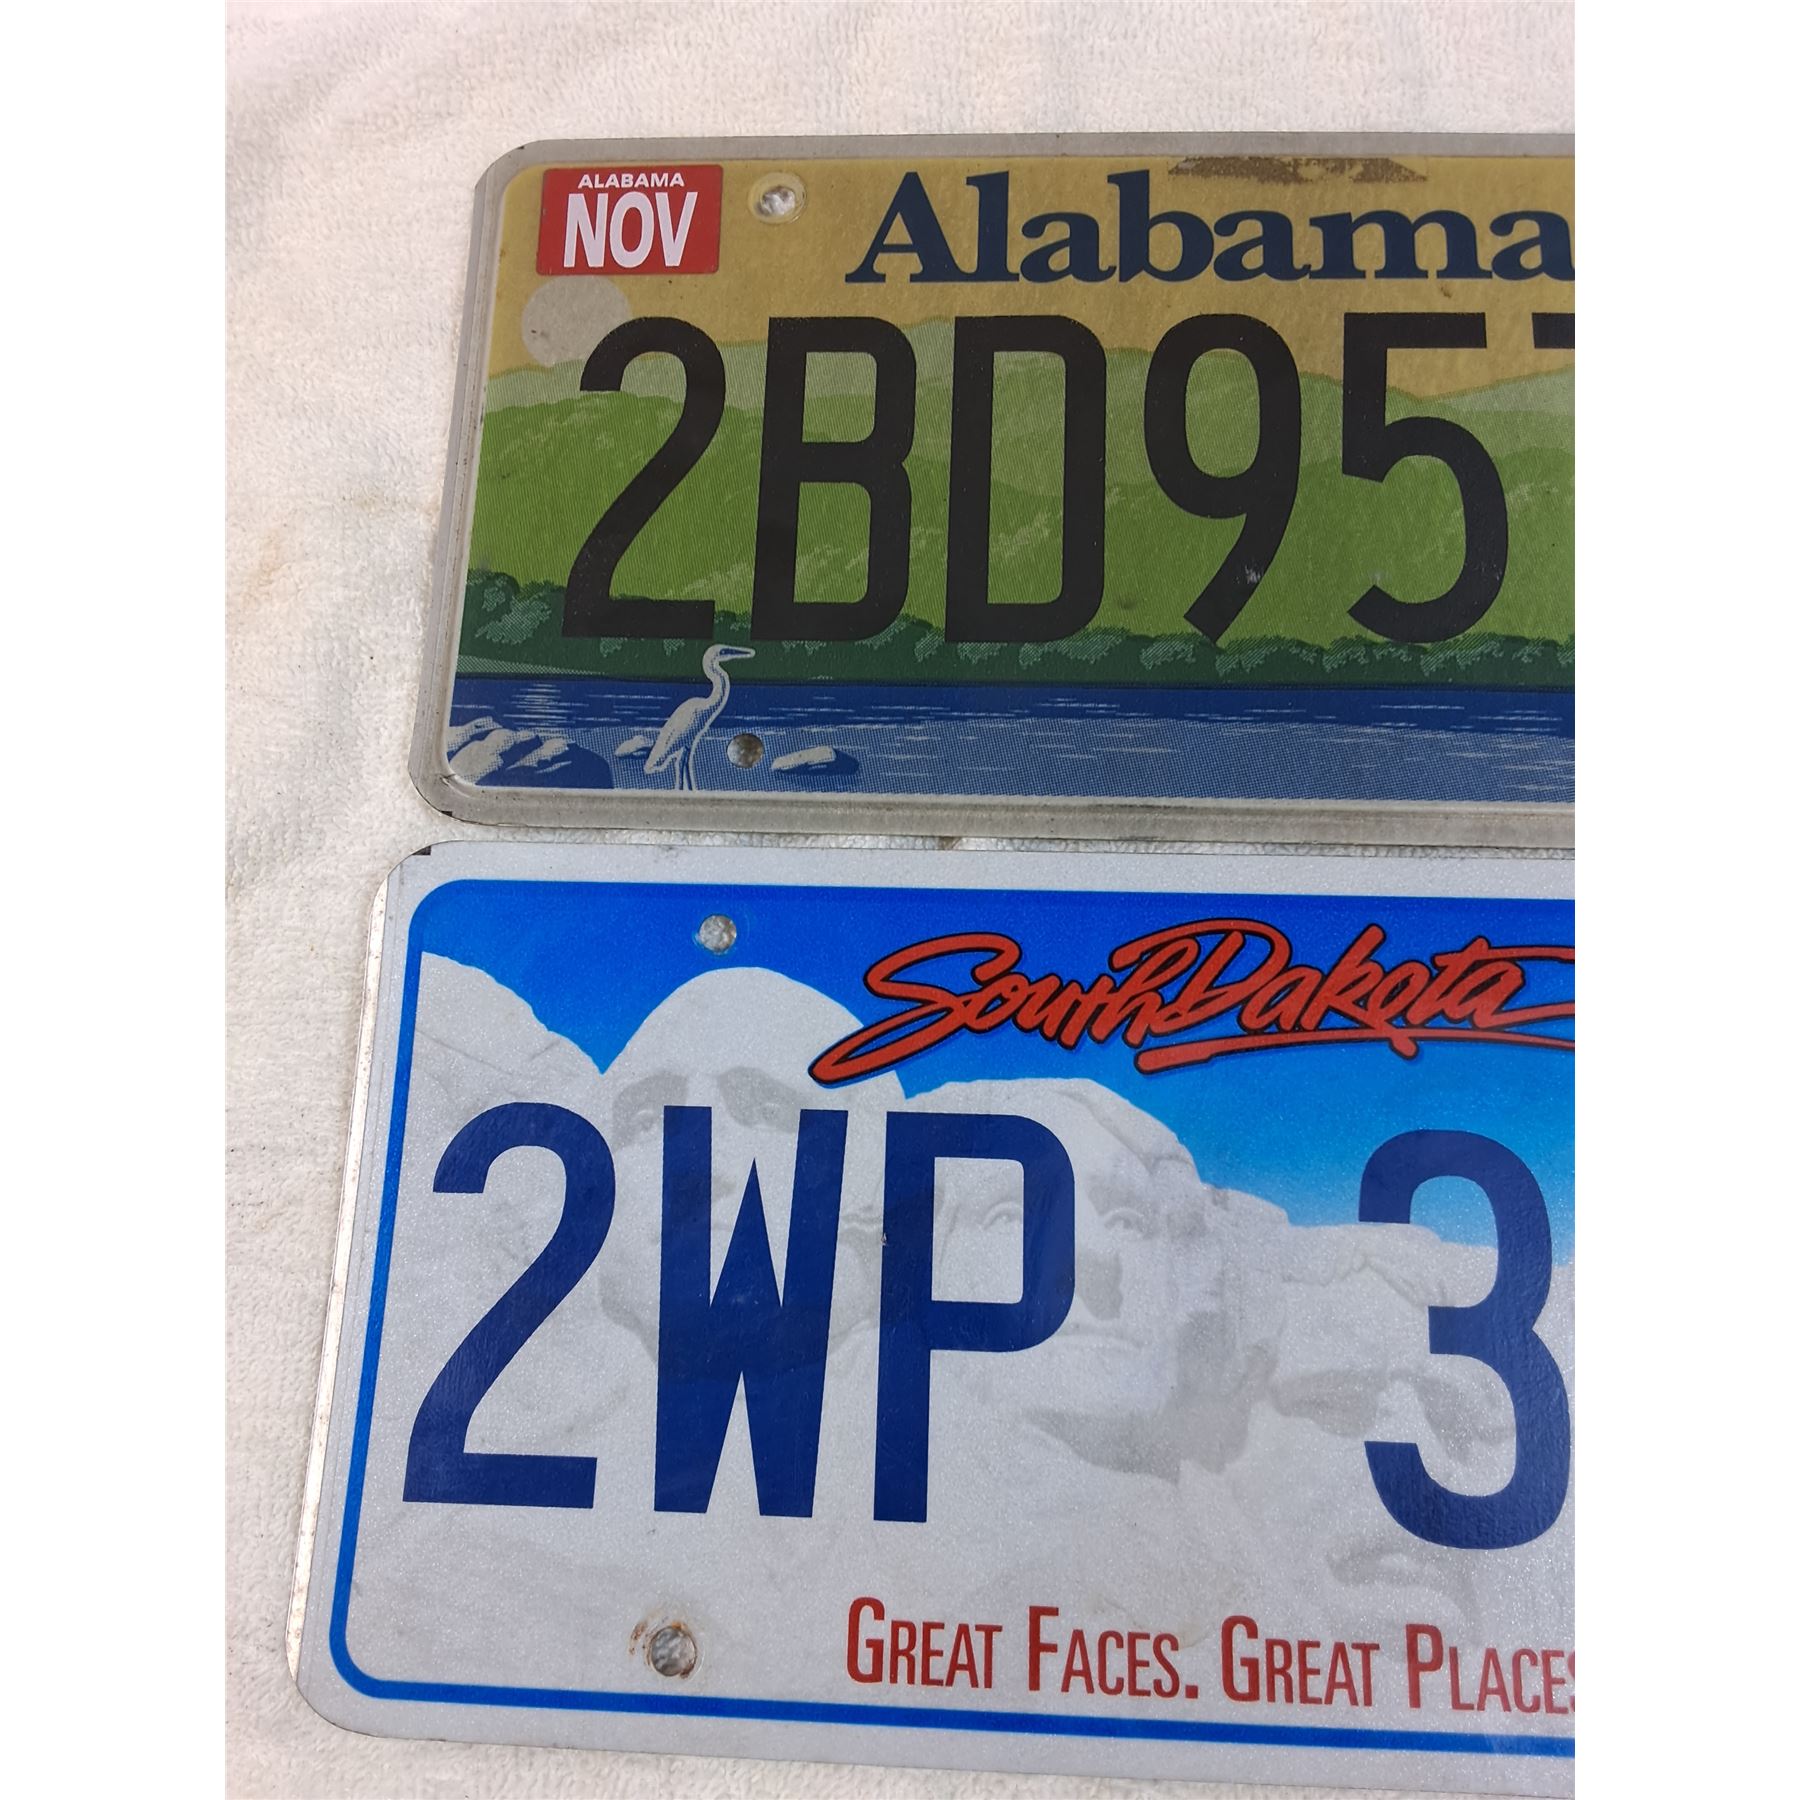 ALABAMA
NOV
Alabama
2BD95
South Dakota
2WP 3
GREAT FACES. GREAT PLACES